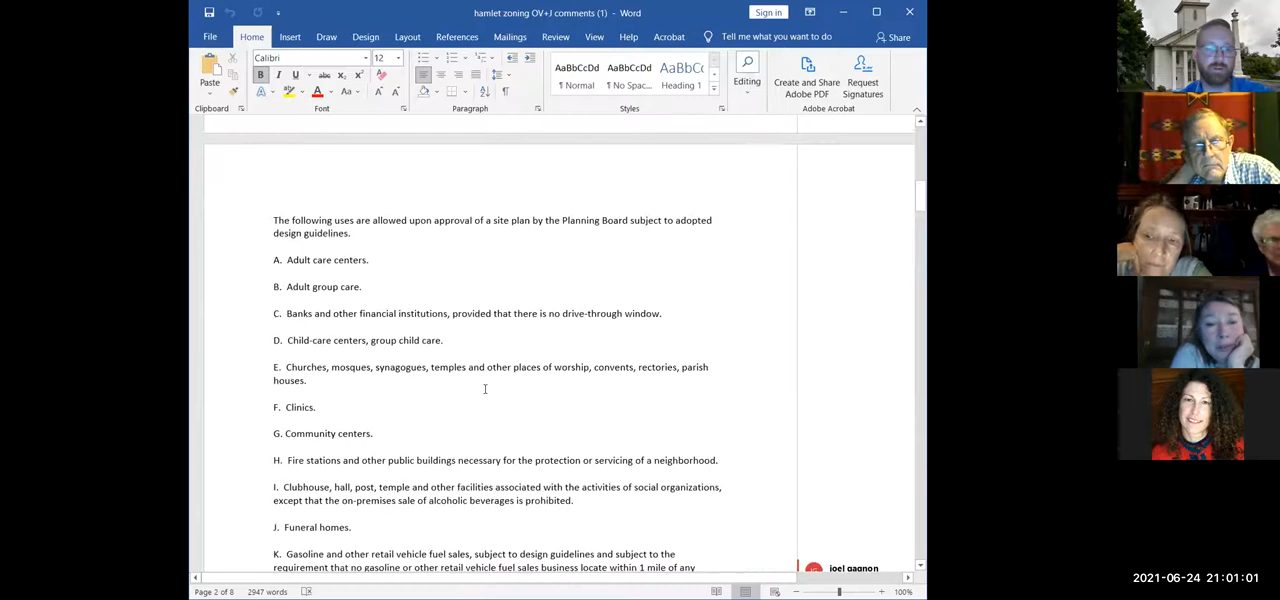 hamlet zoning OV+J comments (1) - Word
Sign in
File Home Insert Draw Design Layout References Mailings Review View Help Acrobat Tell me what you want to do Share
Paste
Calibri 12
B I U abc x₂ x²
A A Aa A A
AaBbCcDd AaBbCcDd AaBbCc
¶ Normal ¶ No Spac... Heading 1
Editing
Create and Share Adobe PDF
Request Signatures
Clipboard Font Paragraph Styles Adobe Acrobat
The following uses are allowed upon approval of a site plan by the Planning Board subject to adopted
design guidelines.
A. Adult care centers.
B. Adult group care.
C. Banks and other financial institutions, provided that there is no drive-through window.
D. Child-care centers, group child care.
E. Churches, mosques, synagogues, temples and other places of worship, convents, rectories, parish
houses.
F. Clinics.
G. Community centers.
H. Fire stations and other public buildings necessary for the protection or servicing of a neighborhood.
I. Clubhouse, hall, post, temple and other facilities associated with the activities of social organizations,
except that the on-premises sale of alcoholic beverages is prohibited.
J. Funeral homes.
K. Gasoline and other retail vehicle fuel sales, subject to design guidelines and subject to the
requirement that no gasoline or other retail vehicle fuel sales business locate within 1 mile of any
joel gagnon
Page 2 of 8 2947 words
100%
2021-06-24 21:01:01